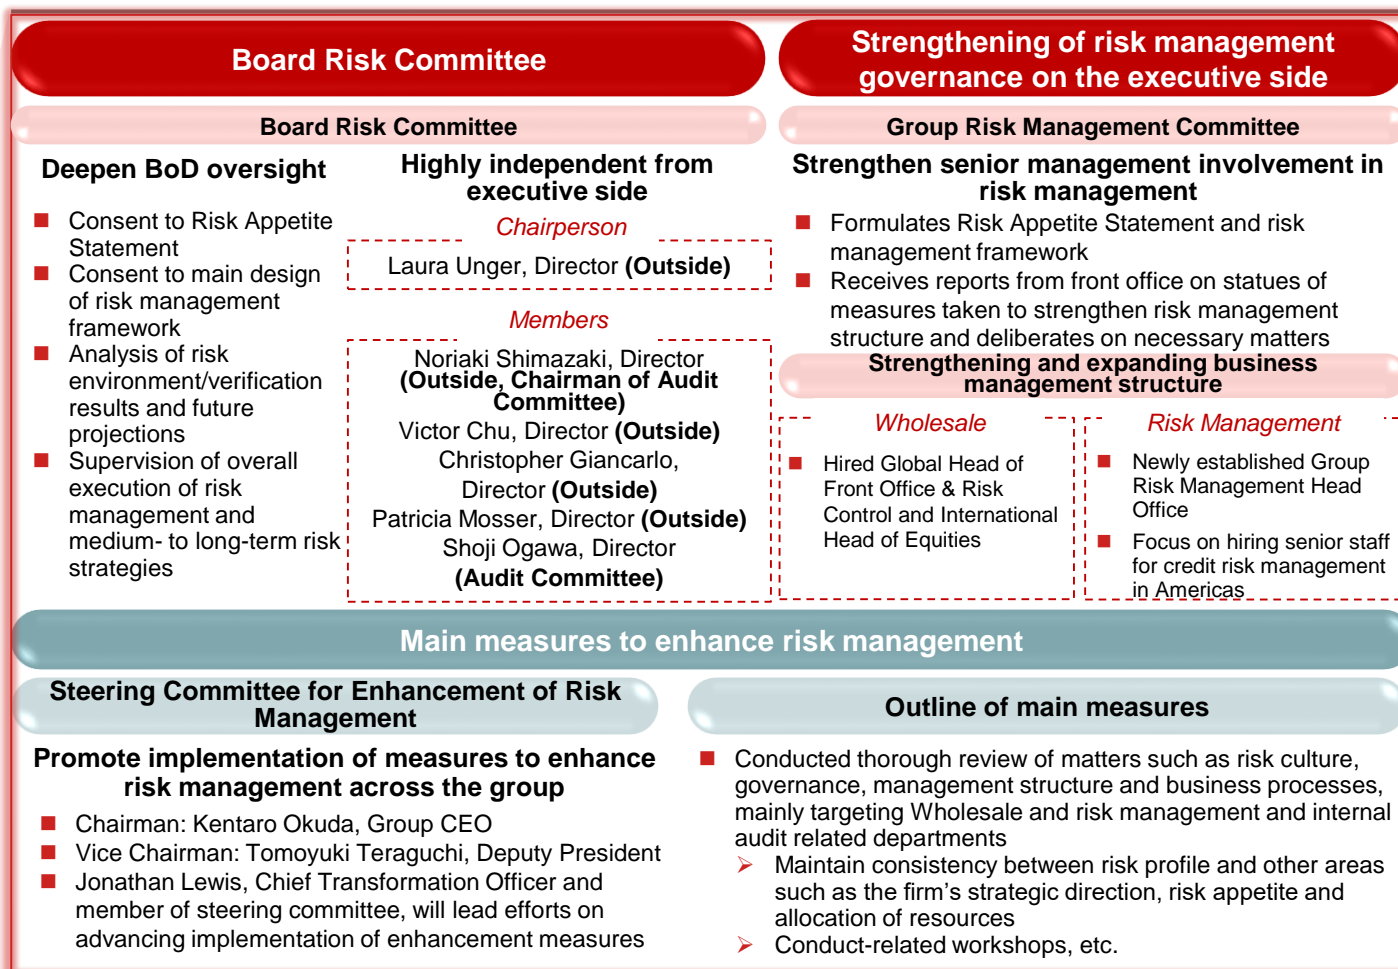 Board Risk Committee
Board Risk Committee
Deepen BoD oversight
Consent to Risk Appetite
Statement
Consent to main design
of risk management
framework
Analysis of risk
environment/verification
results and future
projections
Supervision of overall
execution of risk
management and
medium- to long-term risk
strategies
Highly independent from
executive side
Chairperson
Laura Unger, Director (Outside)
Members
Noriaki Shimazaki, Director
(Outside, Chairman of Audit
Committee)
Victor Chu, Director (Outside)
Christopher Giancarlo,
Director (Outside)
Patricia Mosser, Director (Outside)
Shoji Ogawa, Director
(Audit Committee)
Strengthening of risk management
governance on the executive side
Group Risk Management Committee
Strengthen senior management involvement in
risk management
Formulates Risk Appetite Statement and risk
management framework
Receives reports from front office on statues of
measures taken to strengthen risk management
structure and deliberates on necessary matters
Strengthening and expanding business
management structure
Wholesale
Hired Global Head of
Front Office & Risk
Control and International
Head of Equities
Risk Management
Newly established Group
Risk Management Head
Office
Focus on hiring senior staff
for credit risk management
in Americas
Main measures to enhance risk management
Steering Committee for Enhancement of Risk
Management
Promote implementation of measures to enhance
risk management across the group
Chairman: Kentaro Okuda, Group CEO
Vice Chairman: Tomoyuki Teraguchi, Deputy President
Jonathan Lewis, Chief Transformation Officer and
member of steering committee, will lead efforts on
advancing implementation of enhancement measures
Outline of main measures
Conducted thorough review of matters such as risk culture,
governance, management structure and business processes,
mainly targeting Wholesale and risk management and internal
audit related departments
Maintain consistency between risk profile and other areas
such as the firm's strategic direction, risk appetite and
allocation of resources
Conduct-related workshops, etc.